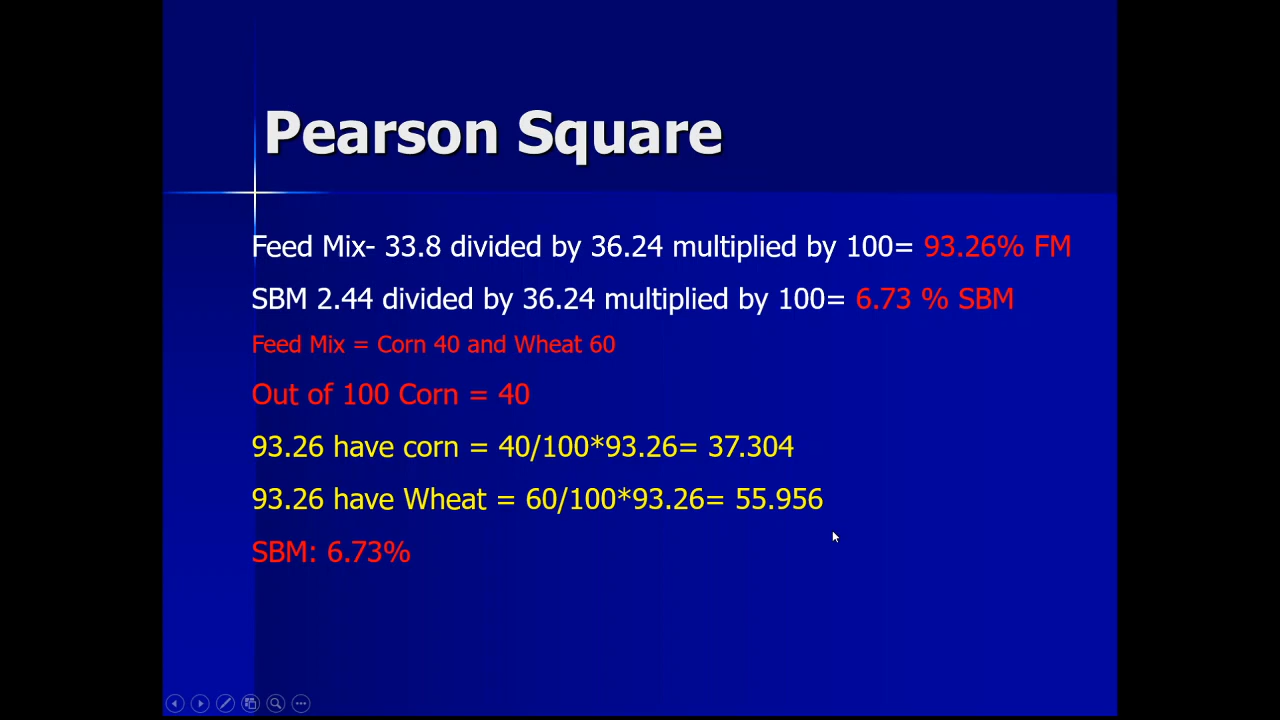 Pearson Square
Feed Mix- 33.8 divided by 36.24 multiplied by 100= 93.26% FM
SBM 2.44 divided by 36.24 multiplied by 100= 6.73 % SBM
Feed Mix = Corn 40 and Wheat 60
Out of 100 Corn = 40
93.26 have corn = 40/100*93.26= 37.304
93.26 have Wheat = 60/100*93.26= 55.956
SBM: 6.73%